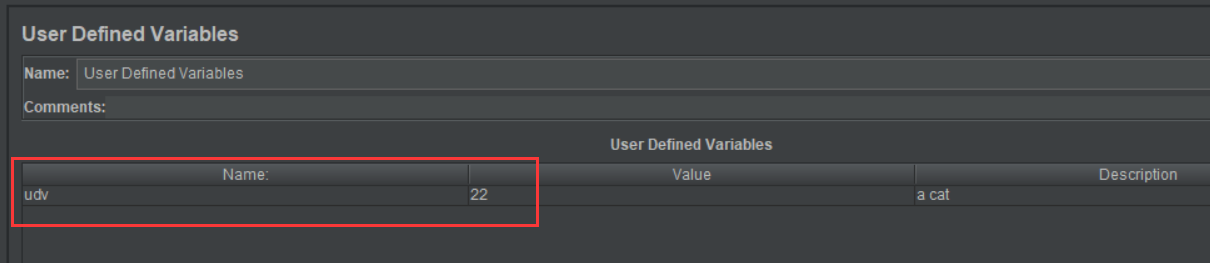 User Defined Variables
Name: User Defined Variables
Comments:
User Defined Variables
Name: Value Description
udv 22 a cat